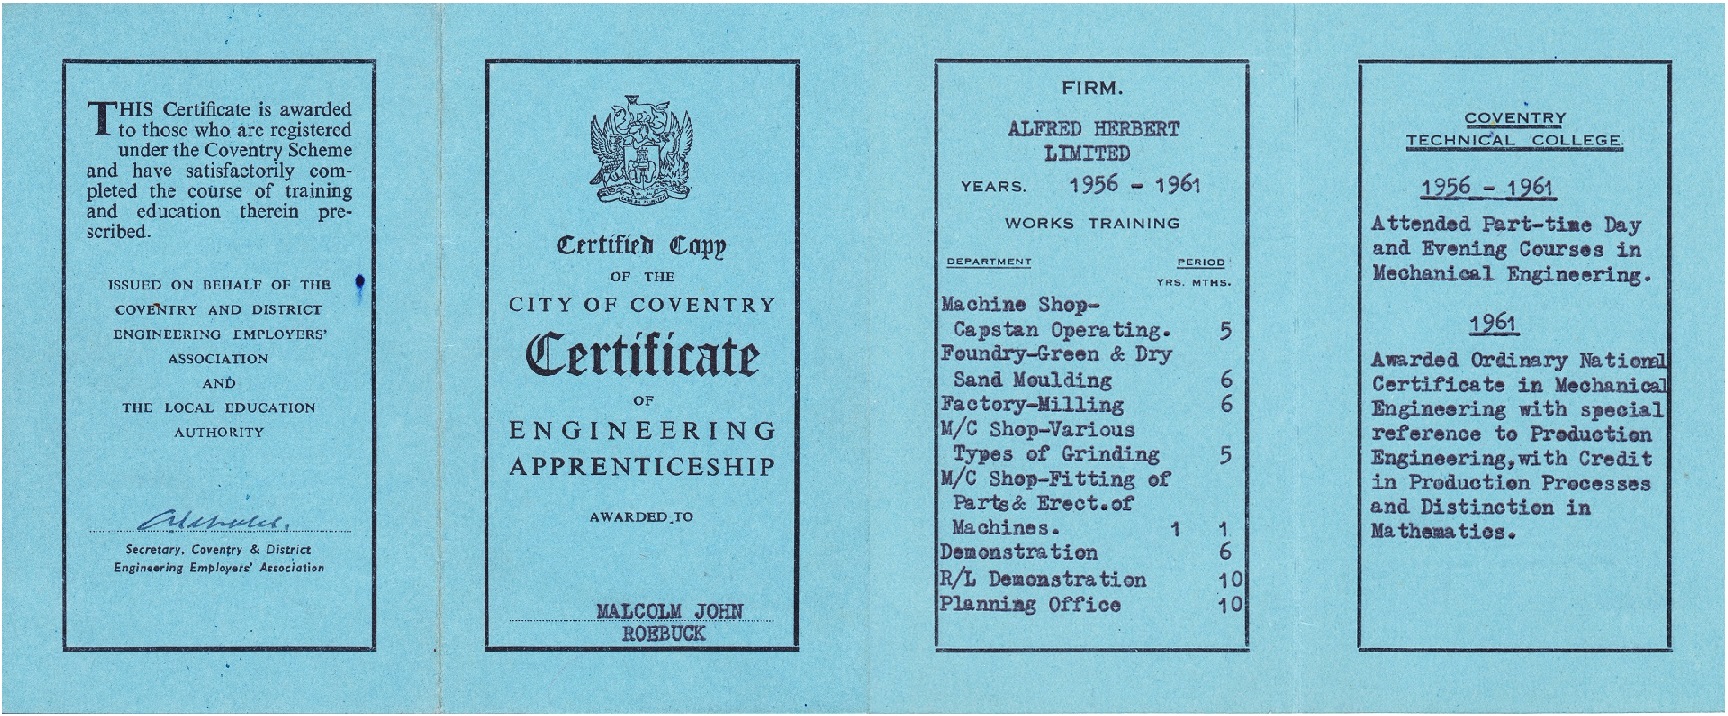 THIS Certificate is awarded
to those who are registered
under the Coventry Scheme
and have satisfactorily com-
pleted the course of training
and education therein pre-
scribed.
ISSUED ON BEHALF OF THE
COVENTRY AND DISTRICT
ENGINEERING EMPLOYERS'
ASSOCIATION
AND
THE LOCAL EDUCATION
AUTHORITY
Secretary, Coventry & District
Engineering Employers' Association
Certified Copy
OF THE
CITY OF COVENTRY
Certificate
OF
ENGINEERING
APPRENTICESHIP
AWARDED TO
MALCOLM JOHN
ROEBUCK
FIRM.
ALFRED HERBERT
LIMITED
YEARS. 1956 - 1961
WORKS TRAINING
DEPARTMENT PERIOD
YRS. MTHS.
Machine Shop-
Capstan Operating. 5
Foundry-Green & Dry
Sand Moulding 6
Factory-Milling 6
M/C Shop-Various
Types of Grinding 5
M/C Shop-Fitting of
Parts & Erect.of
Machines. 1 1
Demonstration 6
R/L Demonstration 10
Planning Office 10
COVENTRY
TECHNICAL COLLEGE.
1956 - 1961
Attended Part-time Day
and Evening Courses in
Mechanical Engineering.
1961
Awarded Ordinary National
Certificate in Mechanical
Engineering with special
reference to Production
Engineering,with Credit
in Production Processes
and Distinction in
Mathematics.